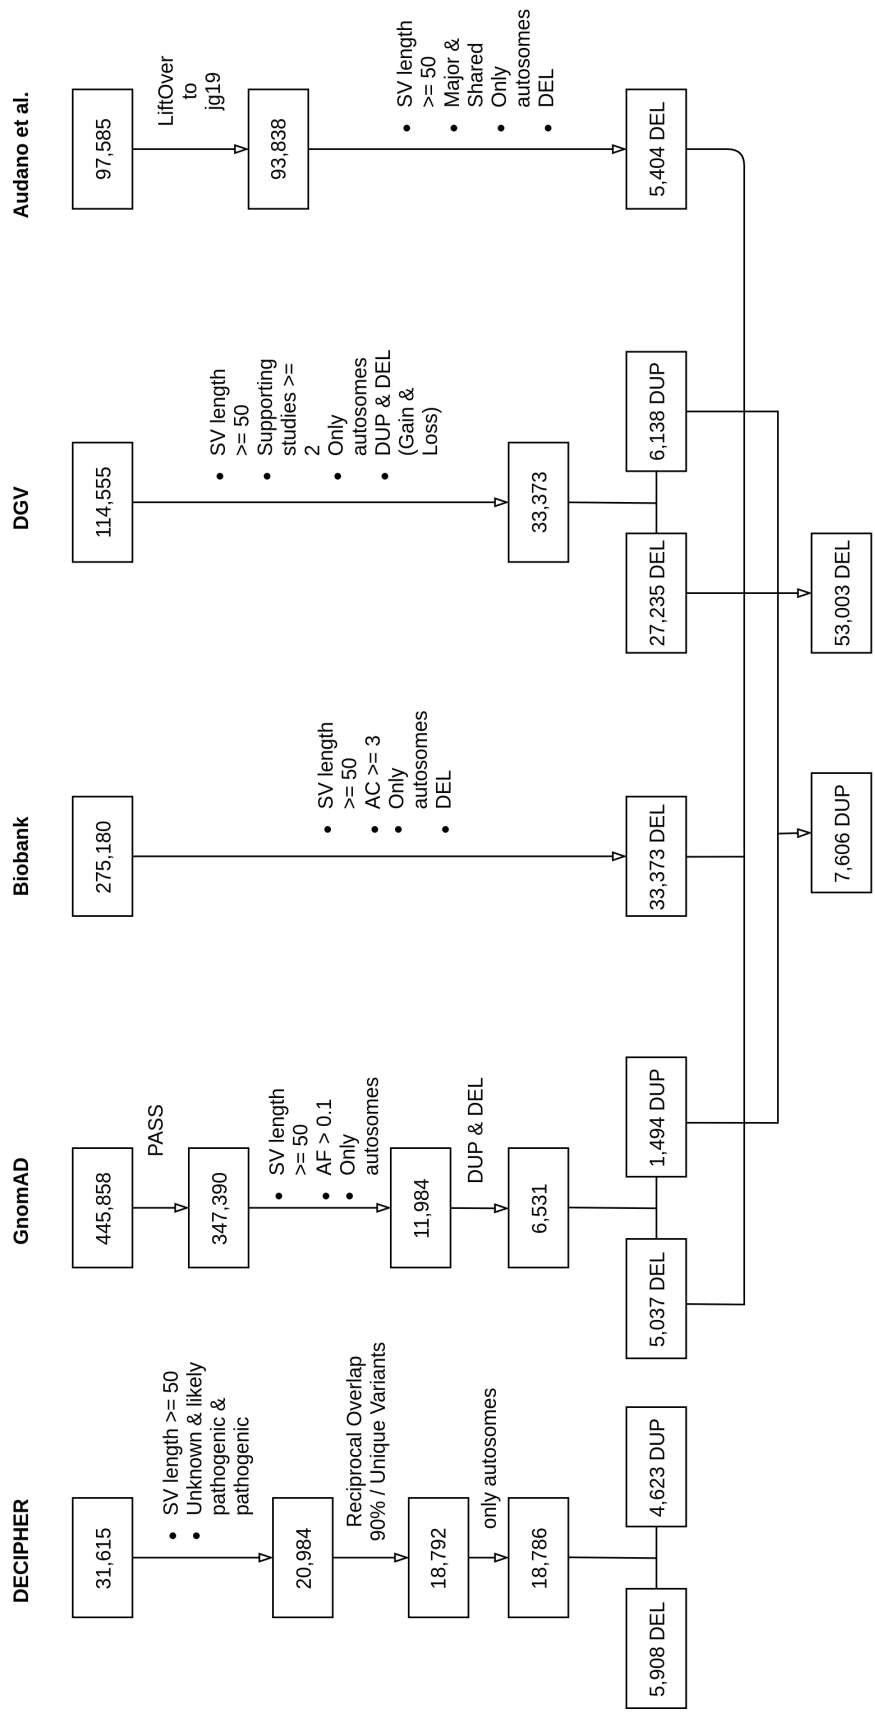 DECIPHER
31,615
SV length >= 50
Unknown & likely
pathogenic &
pathogenic
20,984
Reciprocal Overlap
90% / Unique Variants
18,792
only autosomes
18,786
5,908 DEL
4,623 DUP
GnomAD
445,858
PASS
347,390
SV length
>= 50
AF > 0.1
Only
autosomes
11,984
DUP & DEL
6,531
5,037 DEL
1,494 DUP
Biobank
275,180
SV length
>= 50
AC >= 3
Only
autosomes
DEL
33,373 DEL
DGV
114,555
SV length
>= 50
Supporting
studies >=
2
Only
autosomes
DUP & DEL
(Gain &
Loss)
33,373
27,235 DEL
6,138 DUP
Audano et al.
97,585
LiftOver
to
jg19
93,838
SV length
>= 50
Major &
Shared
Only
autosomes
DEL
5,404 DEL
7,606 DUP
53,003 DEL